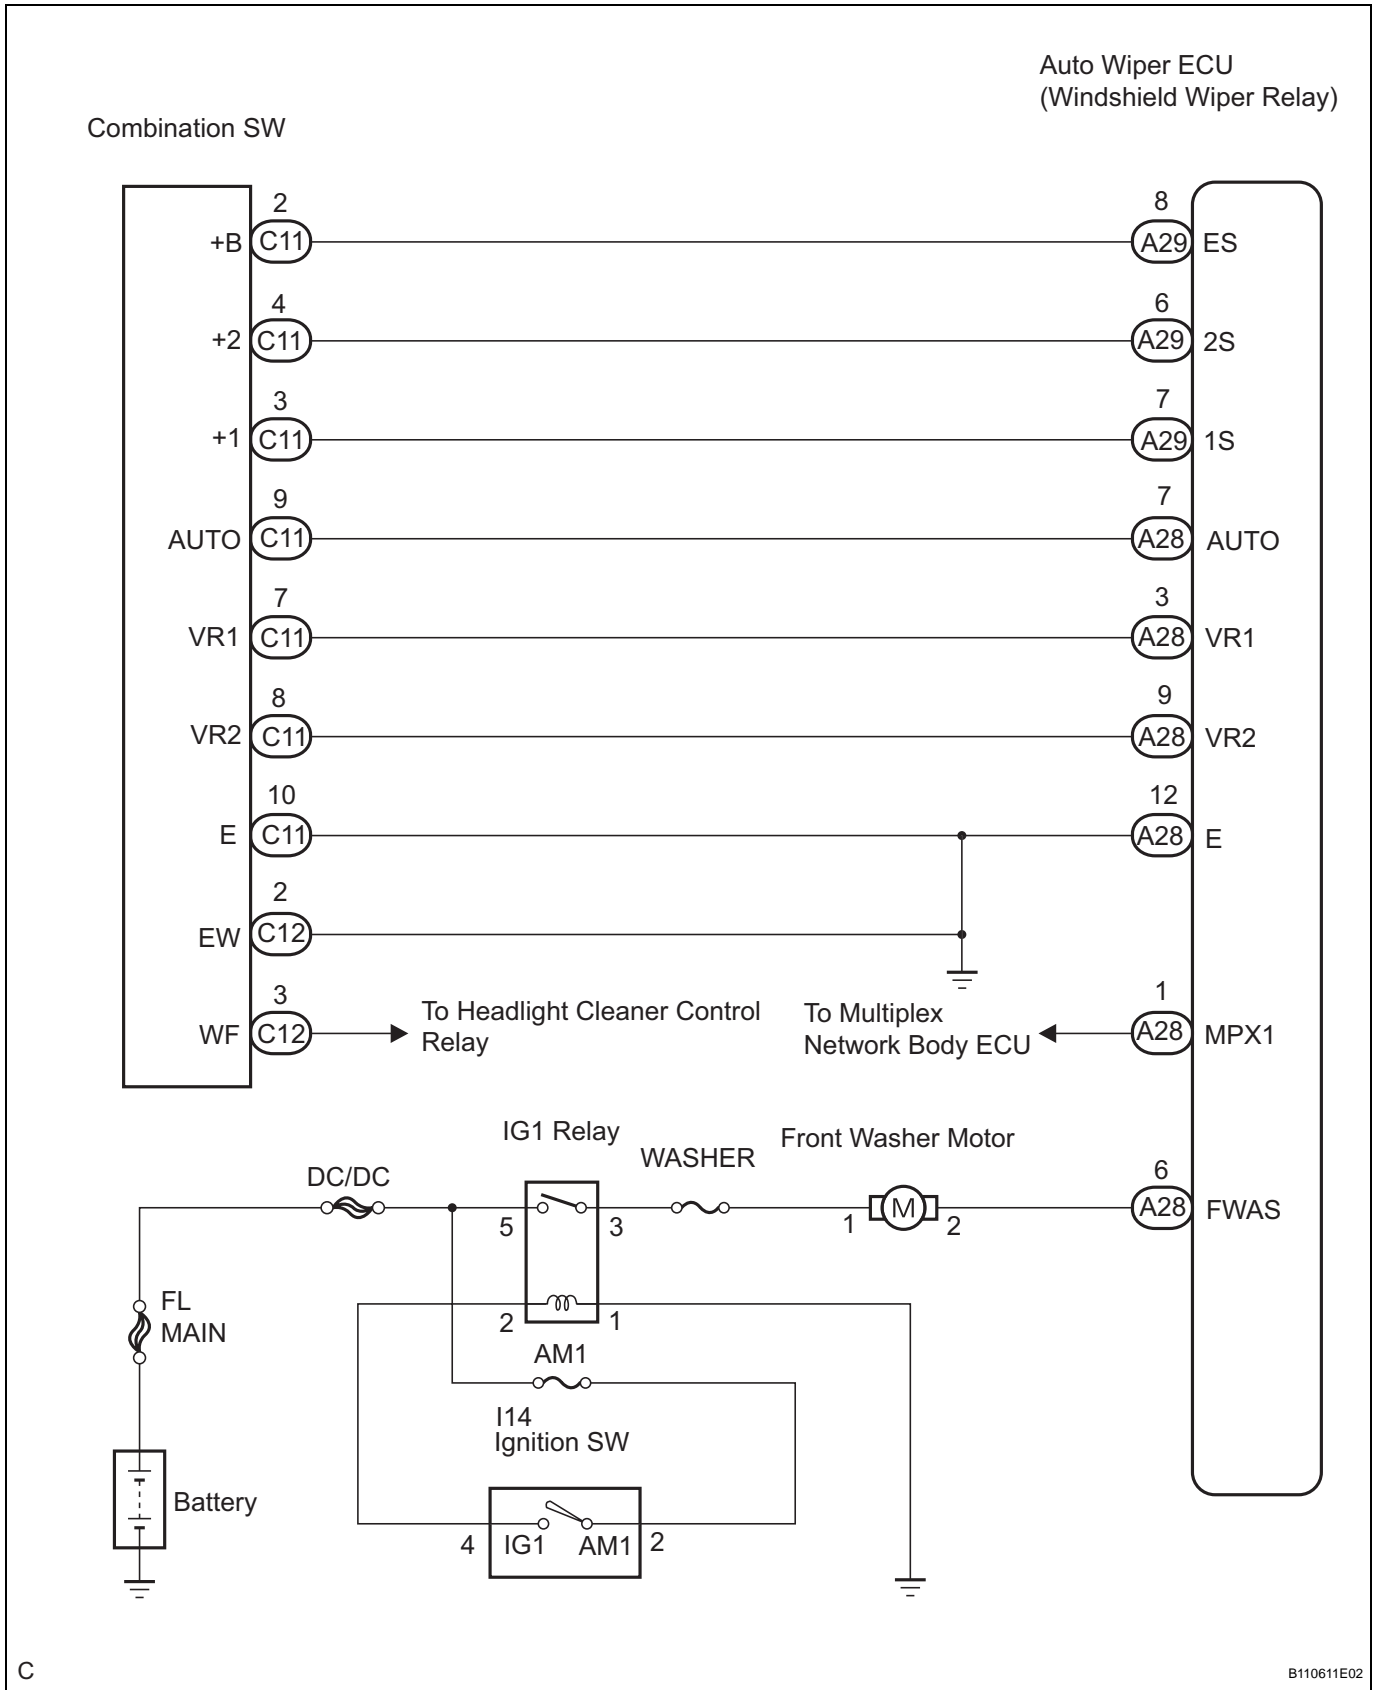 Auto Wiper ECU
(Windshield Wiper Relay)
Combination SW
2
8
+B
C11
A29
ES
4
6
+2
C11
A29
2S
3
7
+1
C11
A29
1S
9
7
AUTO
C11
A28
AUTO
7
3
VR1
C11
A28
VR1
8
9
VR2
C11
A28
VR2
10
12
E
C11
A28
E
2
EW
C12
3
1
WF
C12
To Headlight Cleaner Control
Relay
To Multiplex
Network Body ECU
A28
MPX1
IG1 Relay
Front Washer Motor
WASHER
DC/DC
6
5
3
1
M
2
A28
FWAS
FL
MAIN
2
1
AM1
I14
Ignition SW
Battery
4
IG1
AM1
2
C
B110611E02